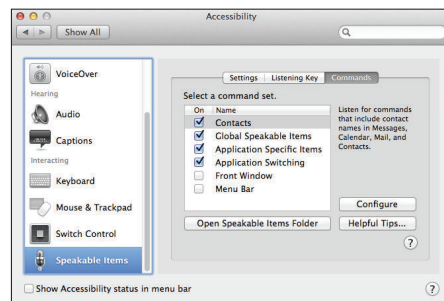 Accessibility
Show All
VoiceOver
Hearing
Audio
Captions
Interacting
Keyboard
Mouse & Trackpad
Switch Control
Speakable Items
Settings Listening Key Commands
Select a command set.
On Name
Contacts
Global Speakable Items
Application Specific Items
Application Switching
Front Window
Menu Bar
Listen for commands
that include contact
names in Messages,
Calendar, Mail, and
Contacts.
Configure
Open Speakable Items Folder Helpful Tips...
?
Show Accessibility status in menu bar ?